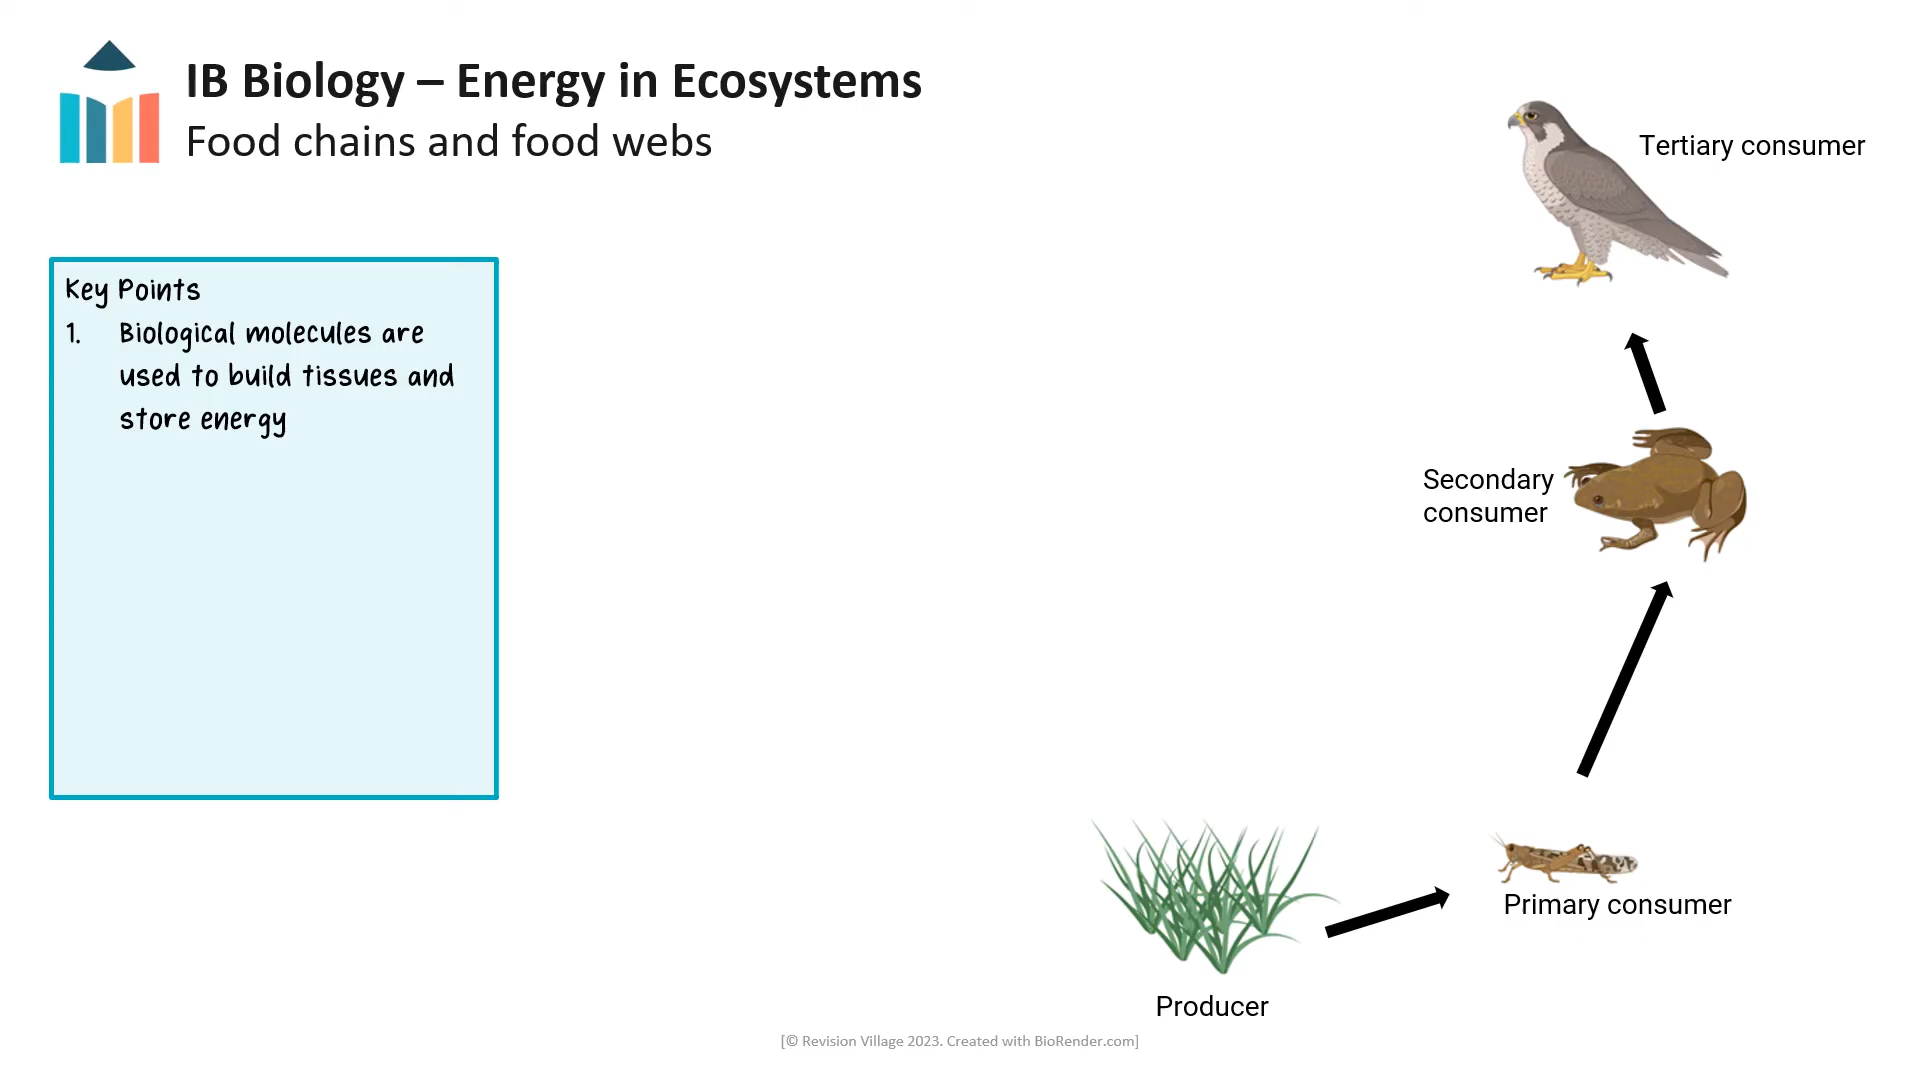 IB Biology – Energy in Ecosystems
Food chains and food webs
Key Points
1. Biological molecules are
used to build tissues and
store energy
Tertiary consumer
Secondary
consumer
Primary consumer
Producer
[© Revision Village 2023. Created with BioRender.com]